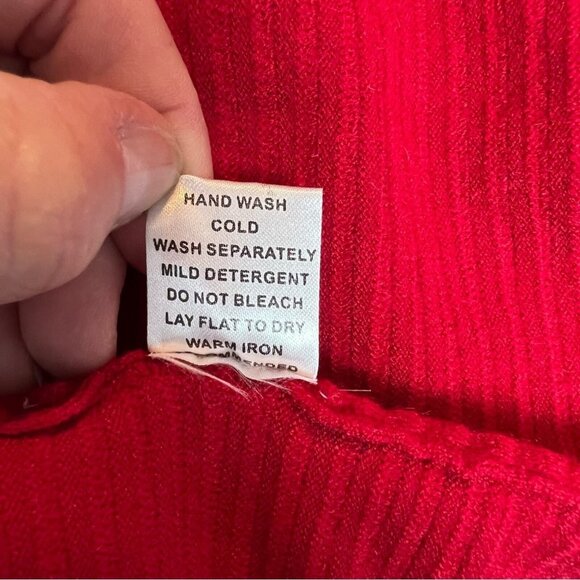 HAND WASH
COLD
WASH SEPARATELY
MILD DETERGENT
DO NOT BLEACH
LAY FLAT TO DRY
WARM IRON